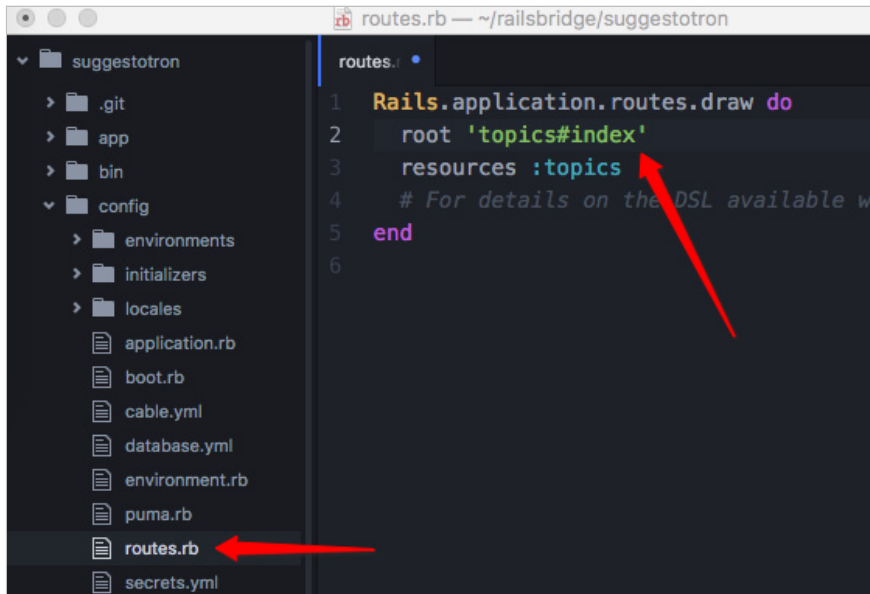 routes.rb — ~/railsbridge/suggestotron
suggestotron
.git
app
bin
config
environments
initializers
locales
application.rb
boot.rb
cable.yml
database.yml
environment.rb
puma.rb
routes.rb
secrets.yml
routes.r
1 Rails.application.routes.draw do
2 root 'topics#index'
3 resources :topics
4 # For details on the DSL available w
5 end
6